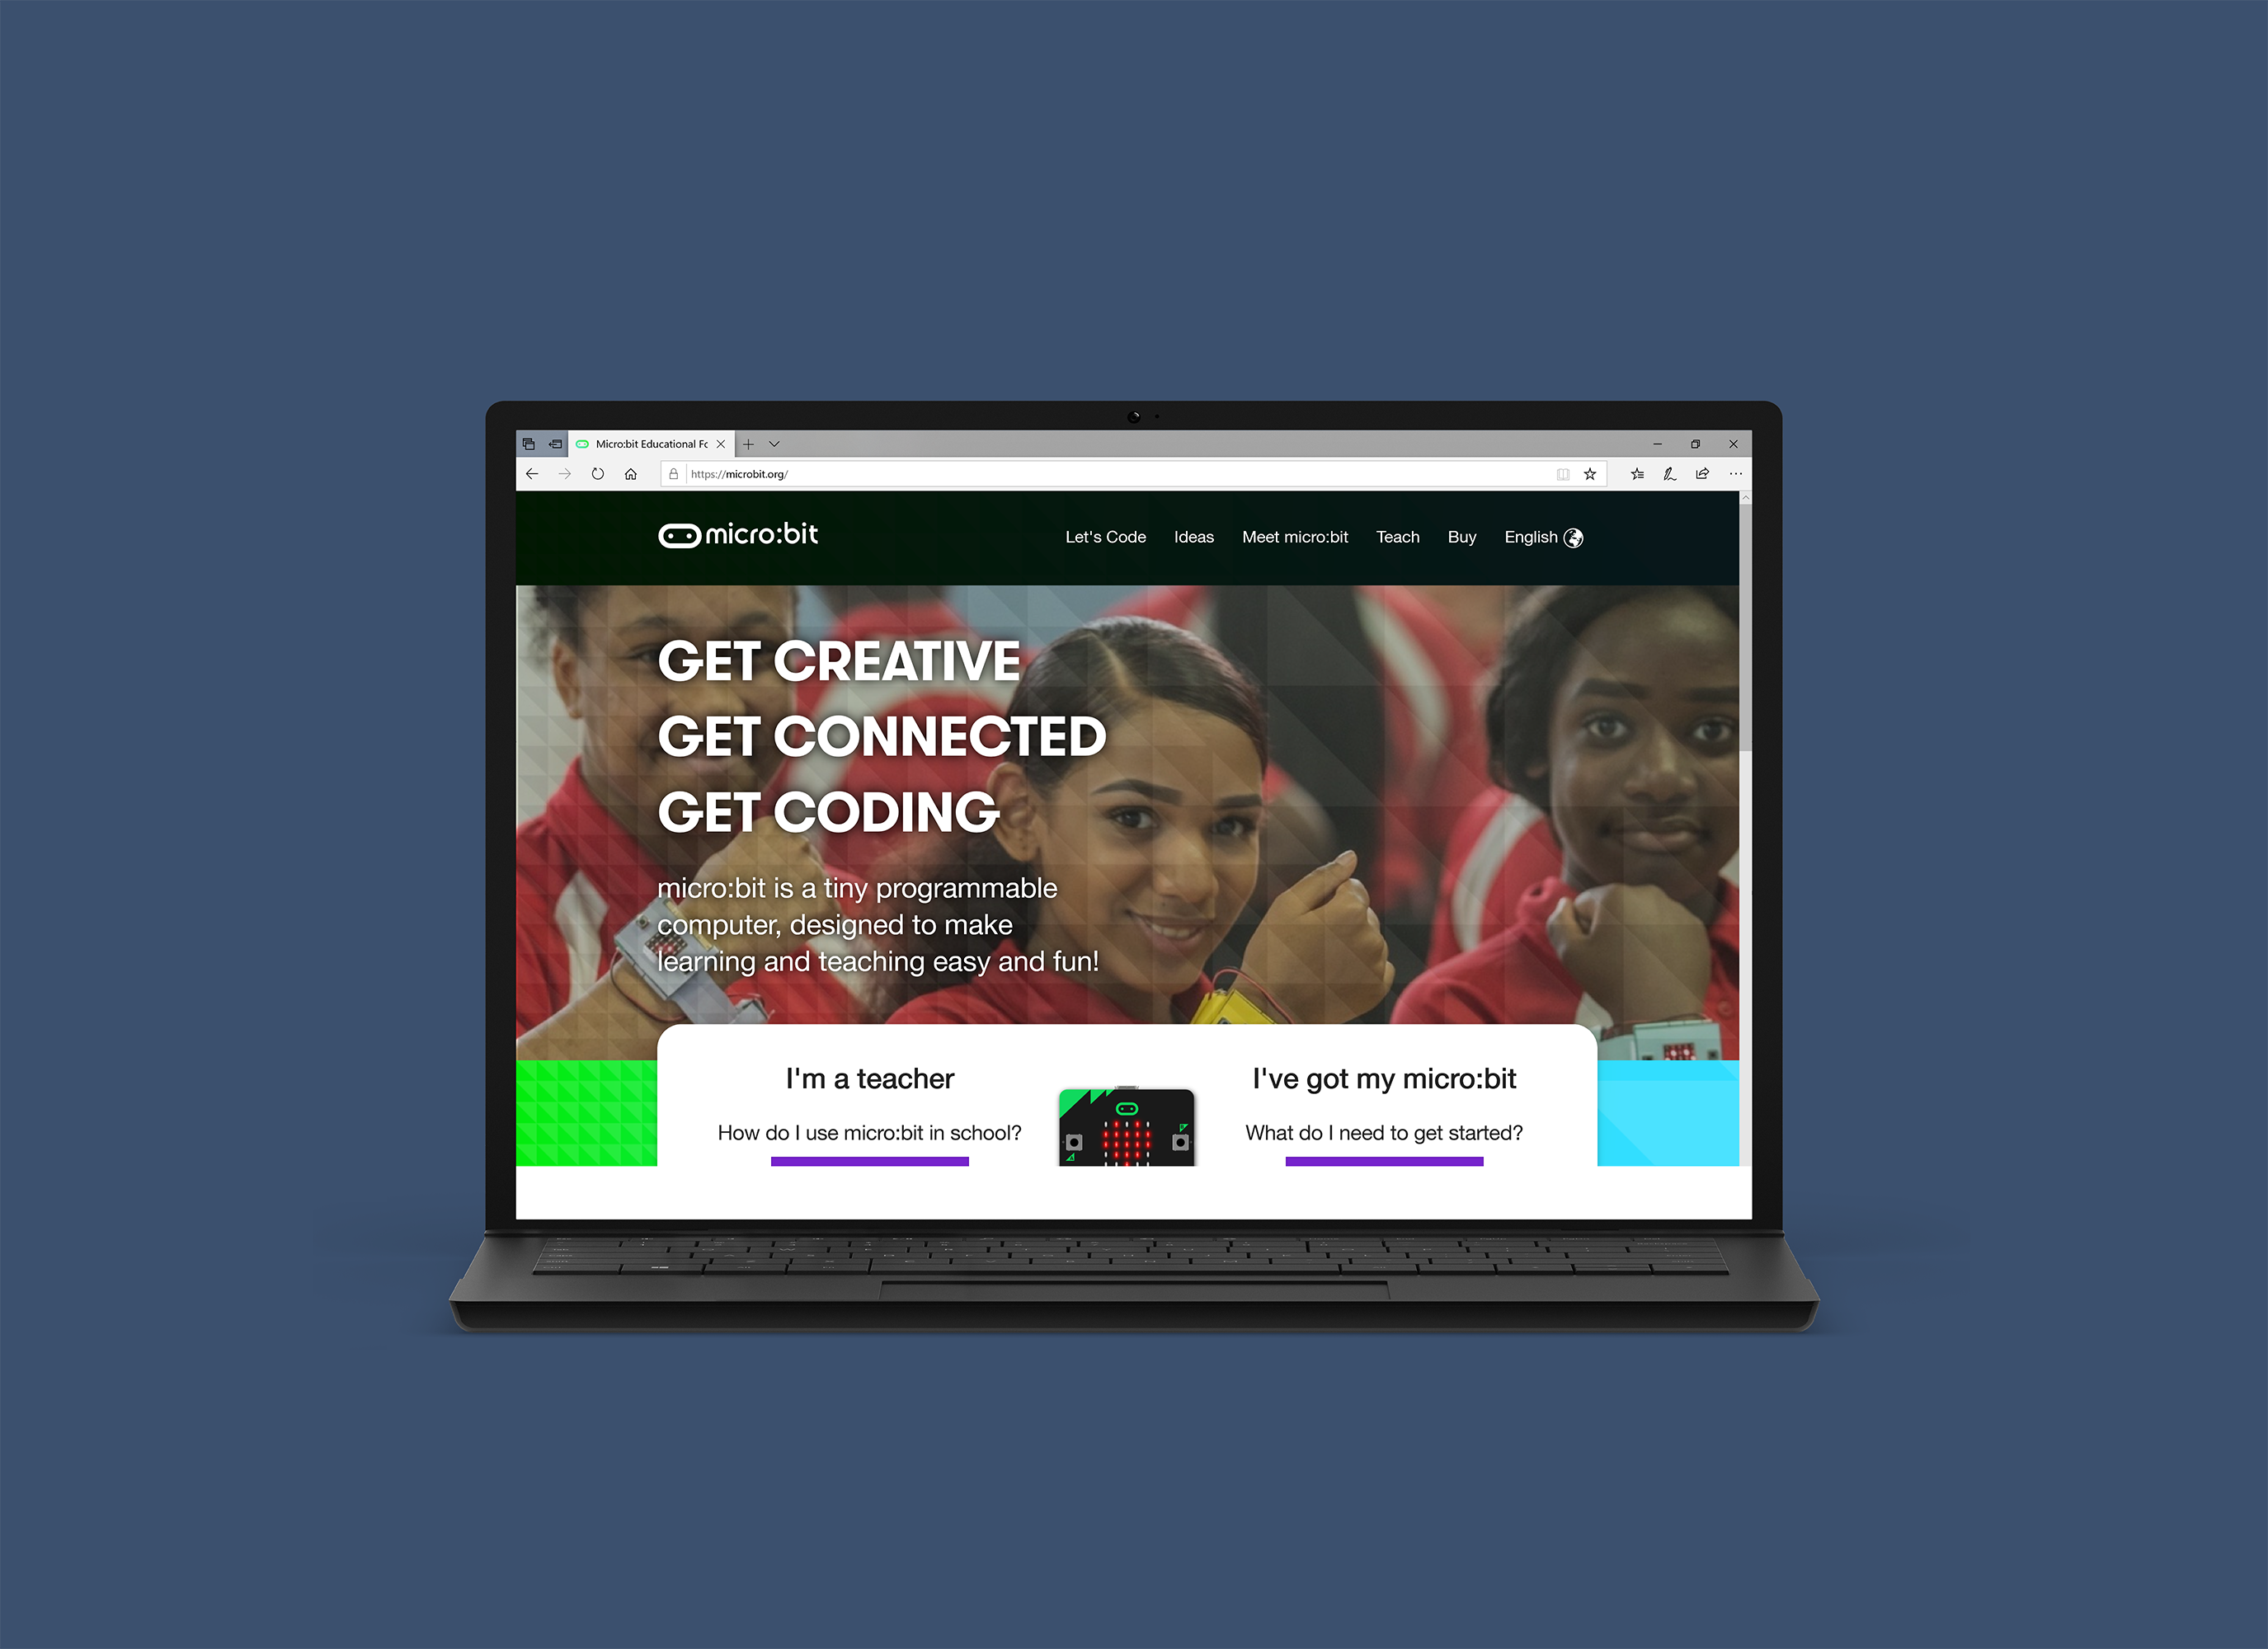 Micro:bit Educational Fc
https://microbit.org/
micro:bit
Let's Code Ideas Meet micro:bit Teach Buy English
GET CREATIVE
GET CONNECTED
GET CODING
micro:bit is a tiny programmable
computer, designed to make
learning and teaching easy and fun!
I'm a teacher
I've got my micro:bit
How do I use micro:bit in school?
What do I need to get started?